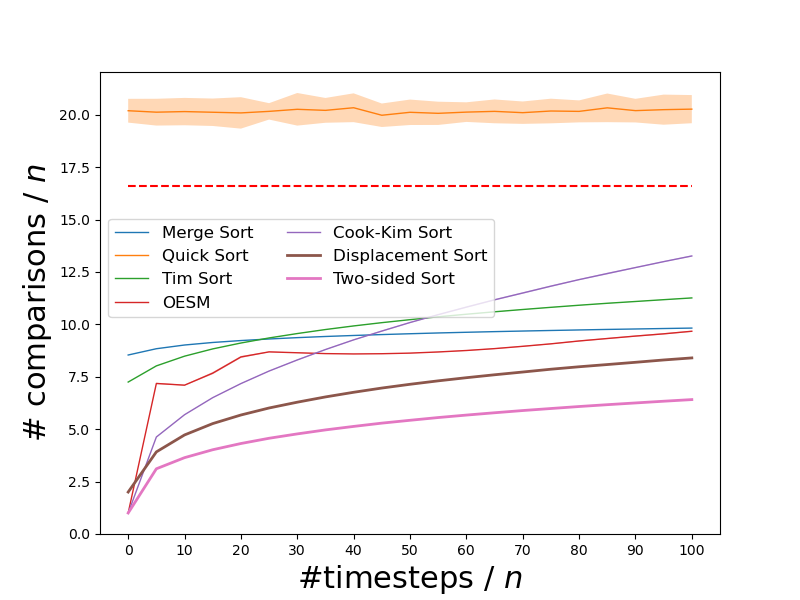 # comparisons / n
20.0
17.5
15.0
12.5
10.0
7.5
5.0
2.5
0.0
Merge Sort
Quick Sort
Tim Sort
OESM
Cook-Kim Sort
Displacement Sort
Two-sided Sort
0 10 20 30 40 50 60 70 80 90 100
#timesteps / n